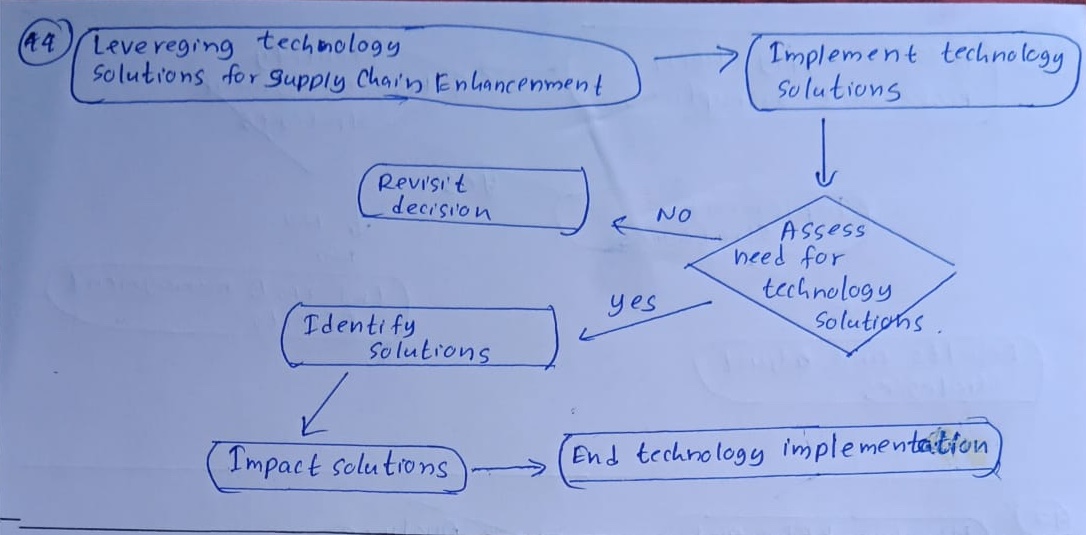 44
Levereging technology
solutions for supply chain Enhancenment
Implement technology
solutions
Revisit
decision
NO
Assess
need for
technology
solutions.
yes
Identify
solutions
Impact solutions
End technology implementation